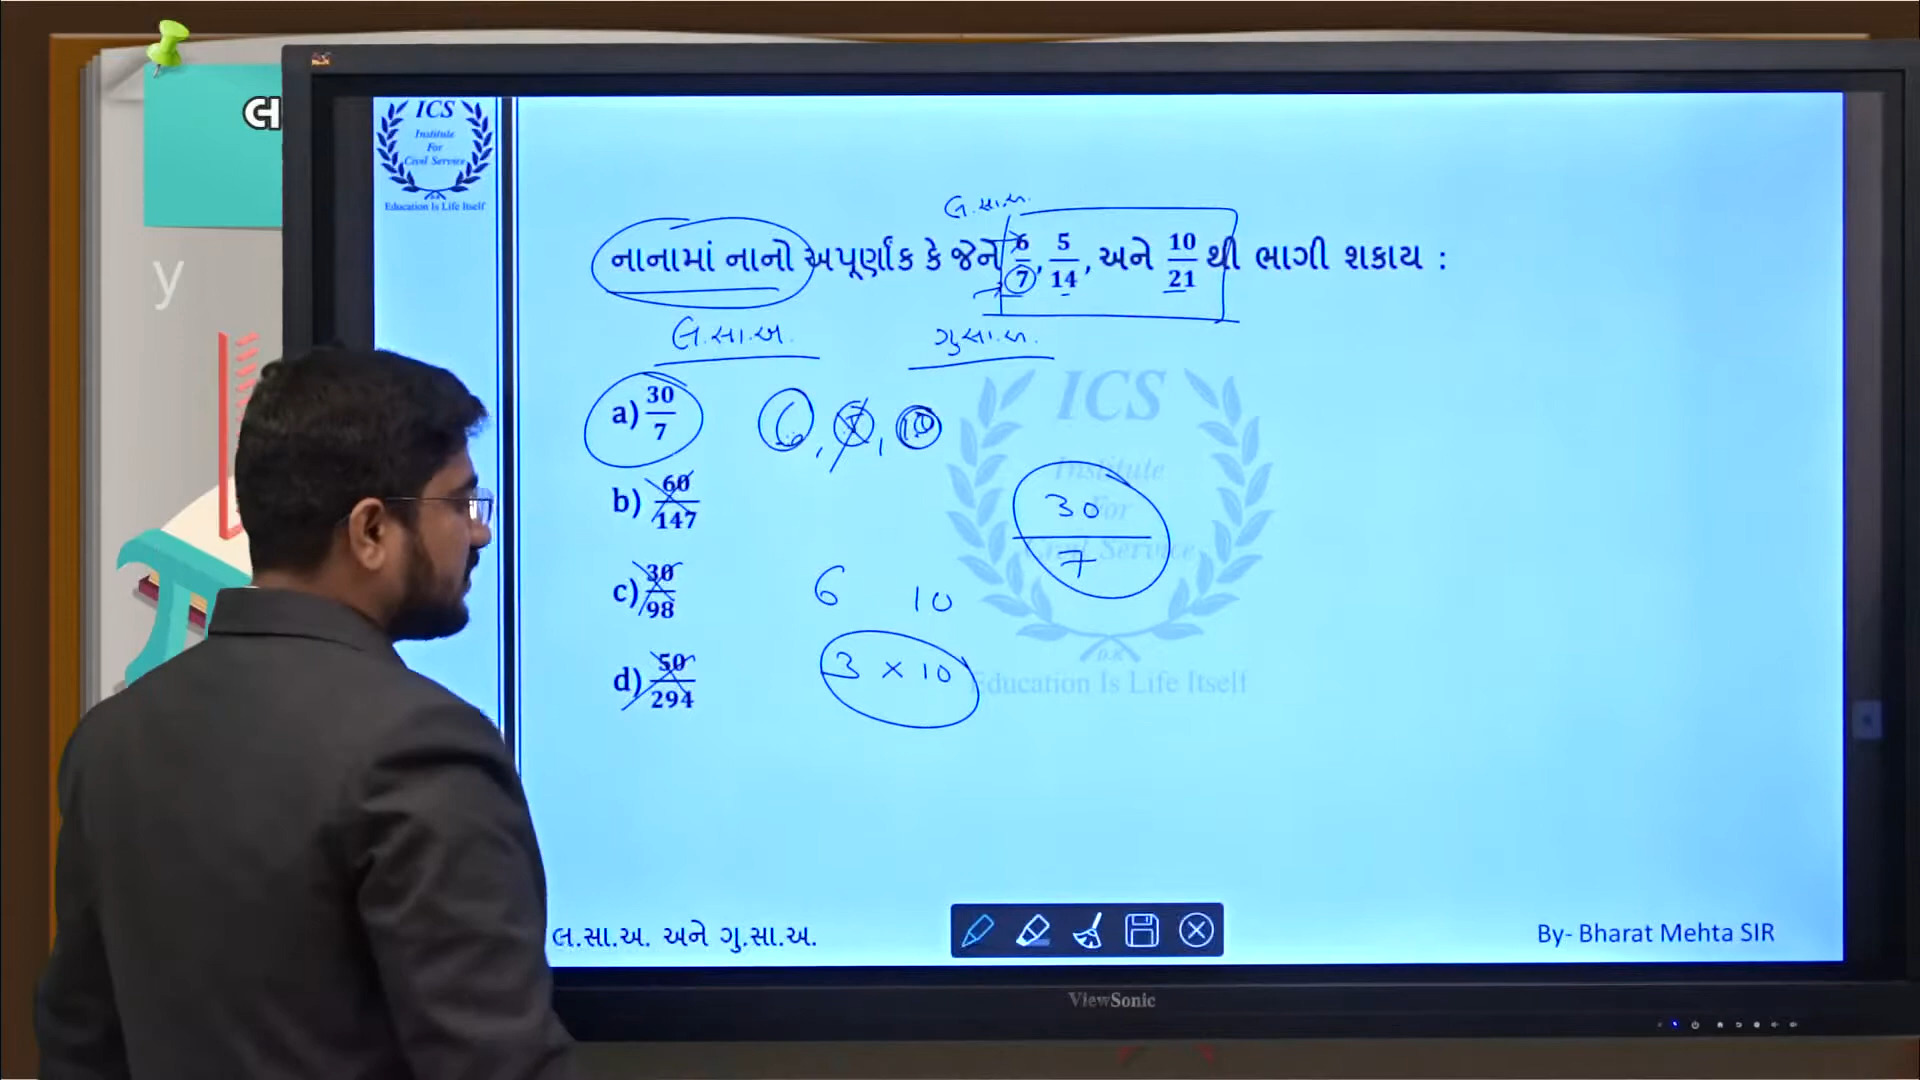 લ
y
ICS
Institute
For
Civil Service
D.R
Education Is Life Itself
લ.સા.અ.
નાનામાં નાનો અપૂર્ણાંક કે જેને 6/7, 5/14, અને 10/21 થી ભાગી શકાય :
લ.સા.અ. ગુ.સા.અ.
a) 30/7 6, 5, 10
b) 60/147
30/7
c) 30/98 6 10
d) 50/294 3 × 10
ICS
Institute
For
Civil Service
D.R
Education Is Life Itself
લ.સા.અ. અને ગુ.સા.અ.
By- Bharat Mehta SIR
ViewSonic